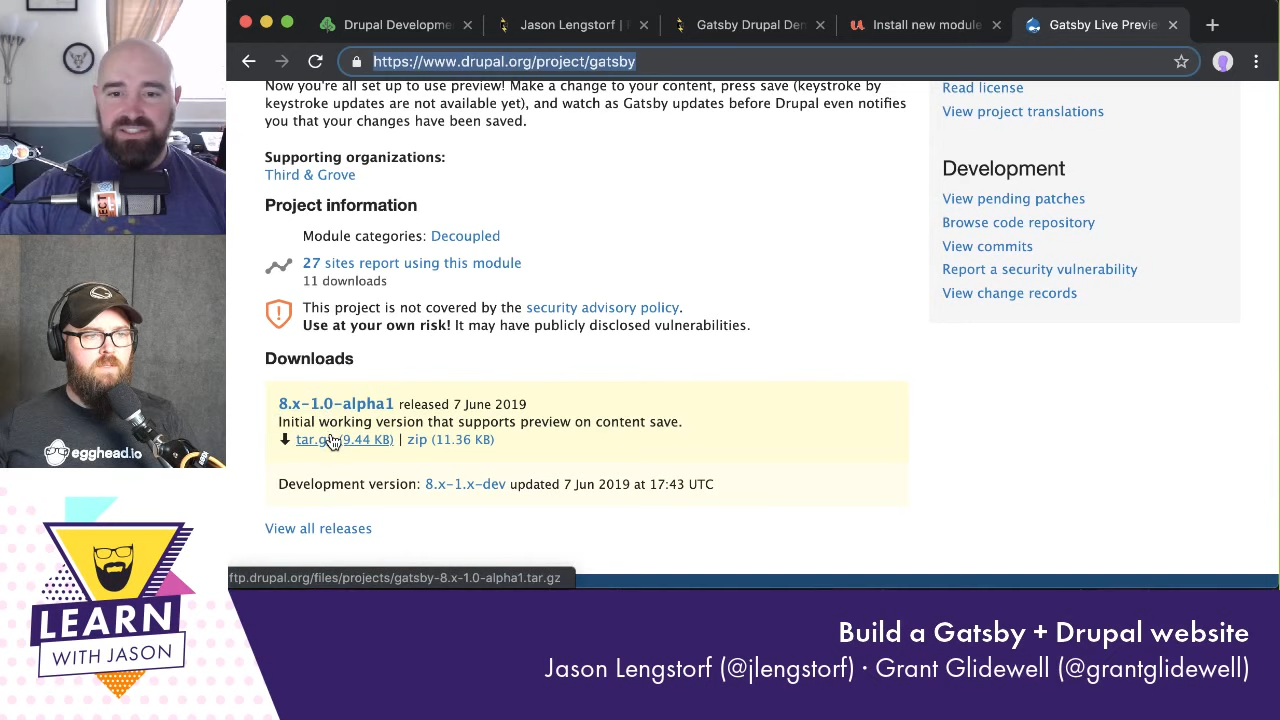 Drupal Developme
Jason Lengstorf |
Gatsby Drupal Den
Install new module
Gatsby Live Previe
https://www.drupal.org/project/gatsby
Now you're all set up to use preview! Make a change to your content, press save (keystroke by
keystroke updates are not available yet), and watch as Gatsby updates before Drupal even notifies
you that your changes have been saved.
Supporting organizations:
Third & Grove
Project information
Module categories: Decoupled
27 sites report using this module
11 downloads
This project is not covered by the security advisory policy.
Use at your own risk! It may have publicly disclosed vulnerabilities.
Downloads
8.x-1.0-alpha1 released 7 June 2019
Initial working version that supports preview on content save.
tar.g (9.44 KB) | zip (11.36 KB)
Development version: 8.x-1.x-dev updated 7 Jun 2019 at 17:43 UTC
View all releases
ftp.drupal.org/files/projects/gatsby-8.x-1.0-alpha1.tar.gz
Read license
View project translations
Development
View pending patches
Browse code repository
View commits
Report a security vulnerability
View change records
egghead.io
LEARN
WITH JASON
Build a Gatsby + Drupal website
Jason Lengstorf (@jlengstorf) · Grant Glidewell (@grantglidewell)